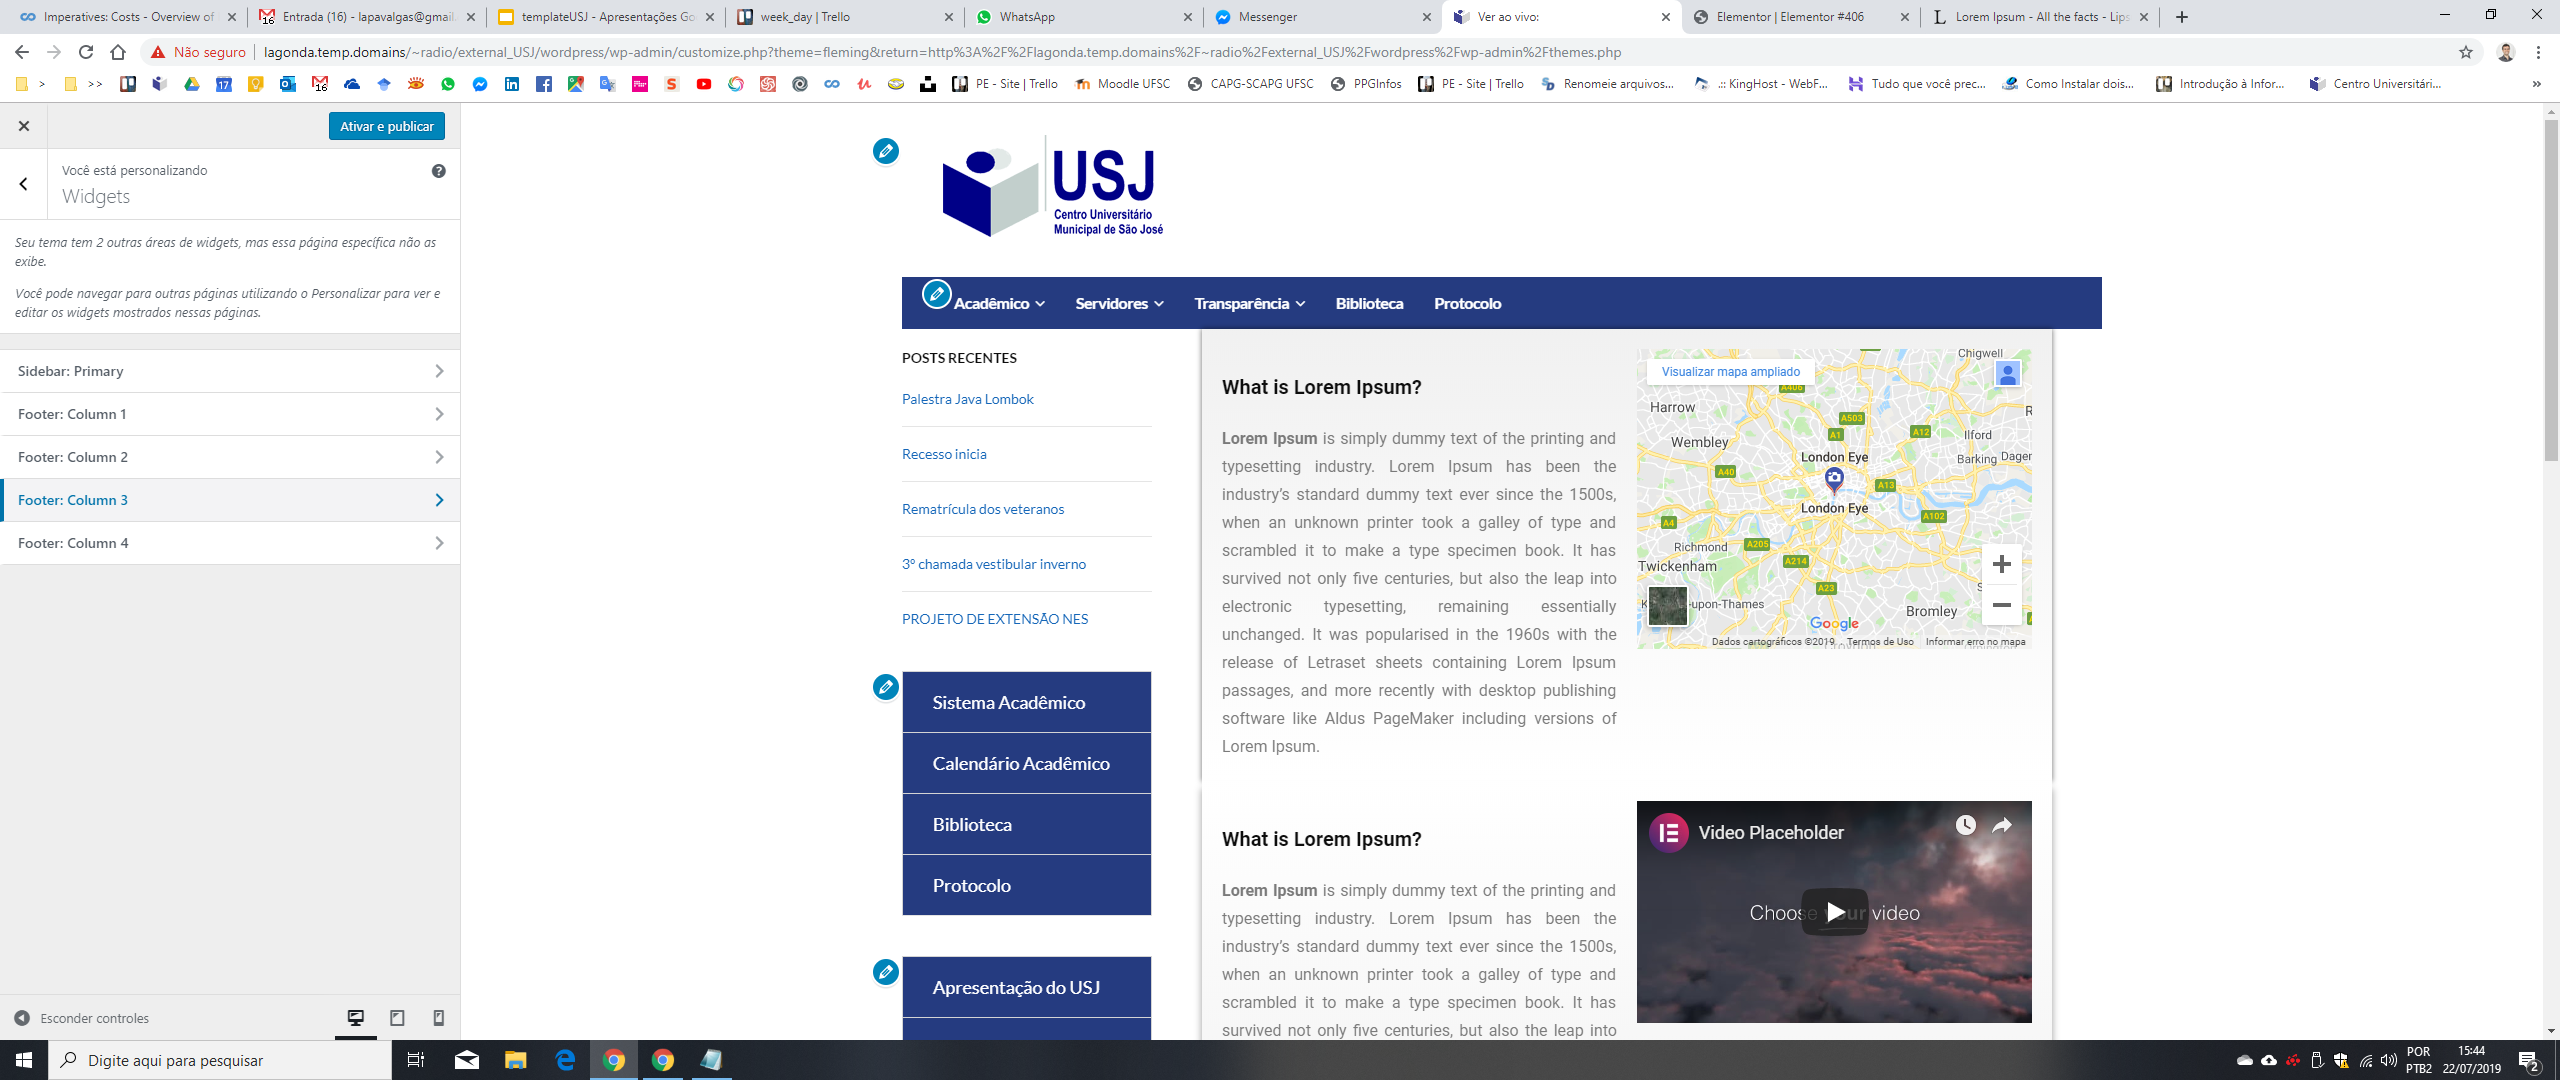 Imperatives: Costs - Overview of
Entrada (16) - lapavalgas@gmail.
templateUSJ - Apresentações Go
week_day | Trello
WhatsApp
Messenger
Ver ao vivo:
Elementor | Elementor #406
Lorem Ipsum - All the facts - Lips
Não seguro
lagonda.temp.domains/~radio/external_USJ/wordpress/wp-admin/customize.php?theme=fleming&return=http%3A%2F%2Flagonda.temp.domains%2F~radio%2Fexternal_USJ%2Fwordpress%2Fwp-admin%2Fthemes.php
>
>>
17
16
PE - Site | Trello
Moodle UFSC
CAPG-SCAPG UFSC
PPGInfos
PE - Site | Trello
Renomeie arquivos...
.:: KingHost - WebF...
Tudo que você prec...
Como Instalar dois...
Introdução à Infor...
Centro Universitári...
Ativar e publicar
Você está personalizando
Widgets
Seu tema tem 2 outras áreas de widgets, mas essa página específica não as
exibe.
Você pode navegar para outras páginas utilizando o Personalizar para ver e
editar os widgets mostrados nessas páginas.
Sidebar: Primary
Footer: Column 1
Footer: Column 2
Footer: Column 3
Footer: Column 4
Esconder controles
USJ
Centro Universitário
Municipal de São José
Acadêmico
Servidores
Transparência
Biblioteca
Protocolo
POSTS RECENTES
Palestra Java Lombok
Recesso inicia
Rematrícula dos veteranos
3º chamada vestibular inverno
PROJETO DE EXTENSÃO NES
Sistema Acadêmico
Calendário Acadêmico
Biblioteca
Protocolo
Apresentação do USJ
What is Lorem Ipsum?
Lorem Ipsum is simply dummy text of the printing and
typesetting industry. Lorem Ipsum has been the
industry's standard dummy text ever since the 1500s,
when an unknown printer took a galley of type and
scrambled it to make a type specimen book. It has
survived not only five centuries, but also the leap into
electronic typesetting, remaining essentially
unchanged. It was popularised in the 1960s with the
release of Letraset sheets containing Lorem Ipsum
passages, and more recently with desktop publishing
software like Aldus PageMaker including versions of
Lorem Ipsum.
Visualizar mapa ampliado
Chigwell
A406
Harrow
A503
Wembley
A1
A12
Ilford
London Eye
Barking
Dagen
A40
A13
London Eye
A4
A102
Richmond
A205
Twickenham
A214
A23
-upon-Thames
Bromley
Google
Dados cartográficos ©2019
Termos de Uso
Informar erro no mapa
What is Lorem Ipsum?
Lorem Ipsum is simply dummy text of the printing and
typesetting industry. Lorem Ipsum has been the
industry's standard dummy text ever since the 1500s,
when an unknown printer took a galley of type and
scrambled it to make a type specimen book. It has
survived not only five centuries, but also the leap into
Video Placeholder
Choose your video
Digite aqui para pesquisar
POR
PTB2
15:44
22/07/2019
2